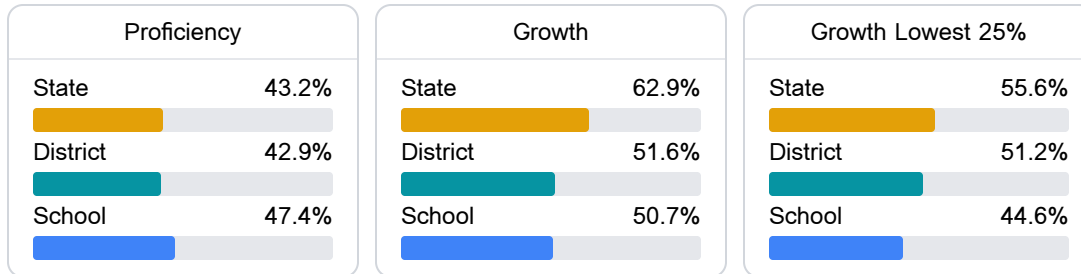 Proficiency
State 43.2%
District 42.9%
School 47.4%
Growth
State 62.9%
District 51.6%
School 50.7%
Growth Lowest 25%
State 55.6%
District 51.2%
School 44.6%